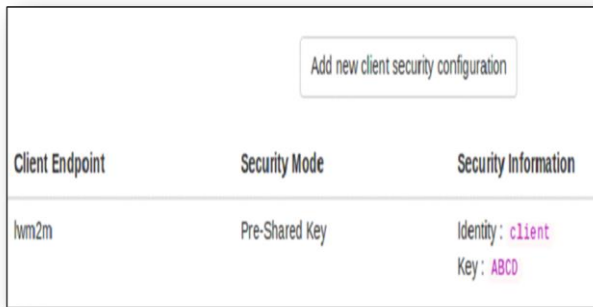 Add new client security configuration
Client Endpoint Security Mode Security Information
lwm2m Pre-Shared Key Identity: client
Key: ABCD